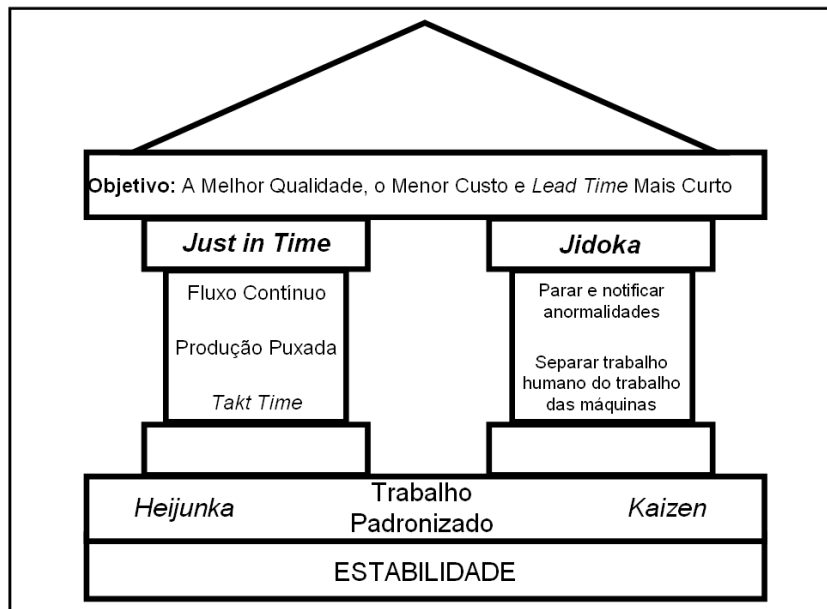 Objetivo: A Melhor Qualidade, o Menor Custo e Lead Time Mais Curto
Just in Time
Fluxo Contínuo
Produção Puxada
Takt Time
Jidoka
Parar e notificar
anormalidades
Separar trabalho
humano do trabalho
das máquinas
Heijunka
Trabalho
Padronizado
Kaizen
ESTABILIDADE